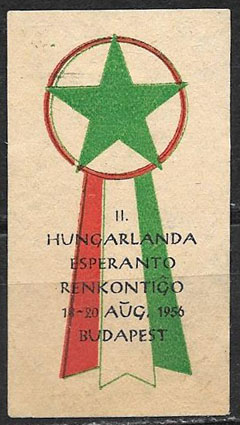 II.
HUNGARLANDA
ESPERANTO
RENKONTIĜO
18-20 AŬG. 1956
BUDAPEST